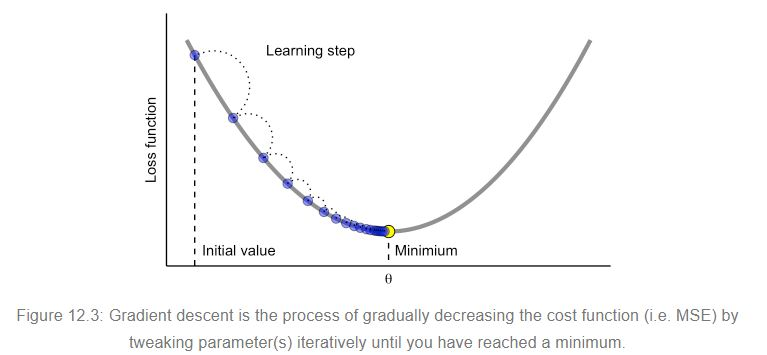 Learning step
Loss function
Initial value
Minimium
θ
Figure 12.3: Gradient descent is the process of gradually decreasing the cost function (i.e. MSE) by
tweaking parameter(s) iteratively until you have reached a minimum.